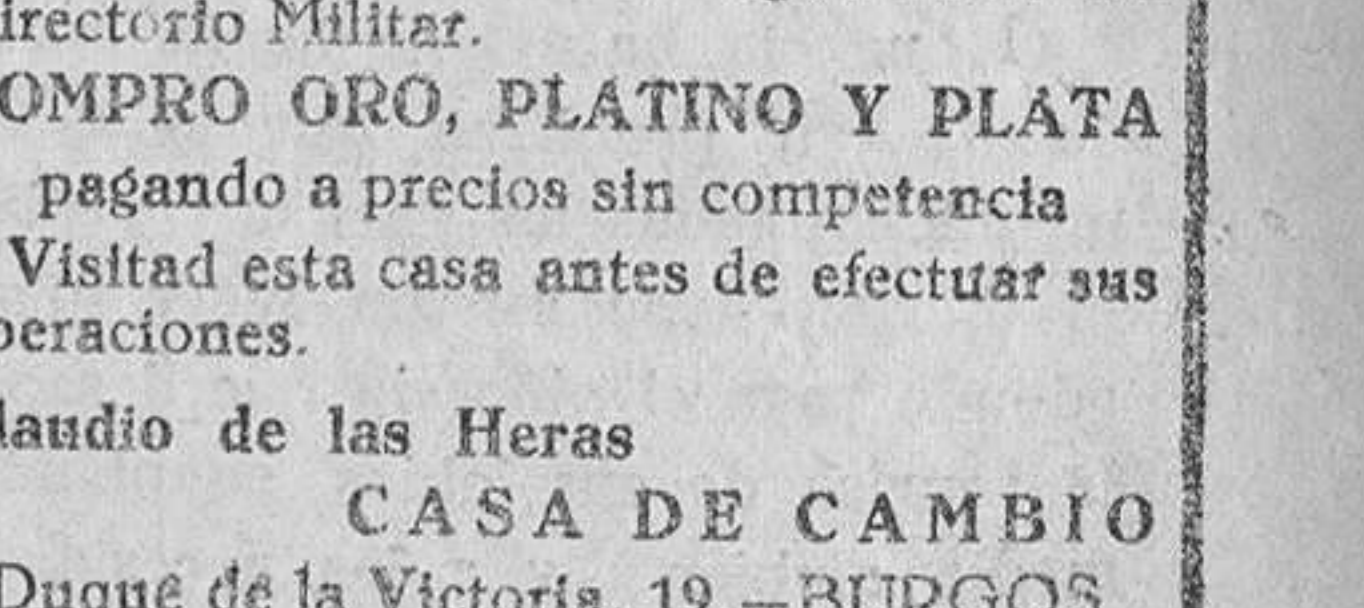 irectorio Militar.
OMPRO ORO, PLATINO Y PLATA
pagando a precios sin competencia
Visitad esta casa antes de efectuar sus
peraciones.
laudio de las Heras
CASA DE CAMBIO
Duque de la Victoria, 19.—BURGOS